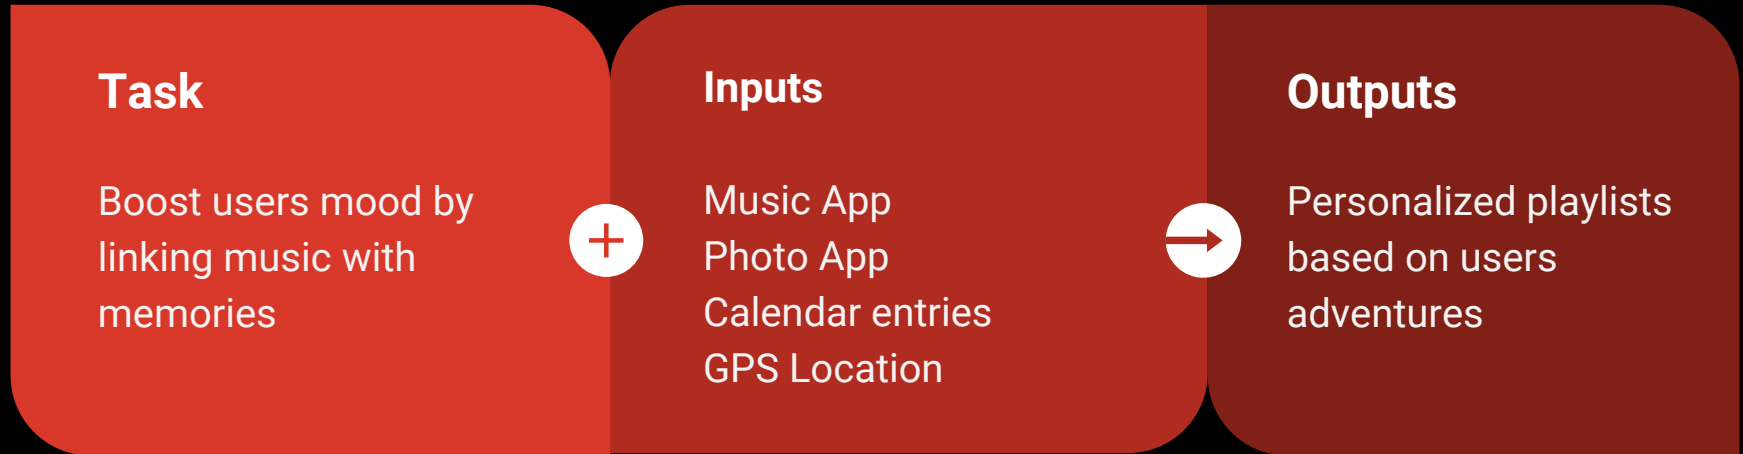 Task
Boost users mood by
linking music with
memories
Inputs
Music App
Photo App
Calendar entries
GPS Location
Outputs
Personalized playlists
based on users
adventures